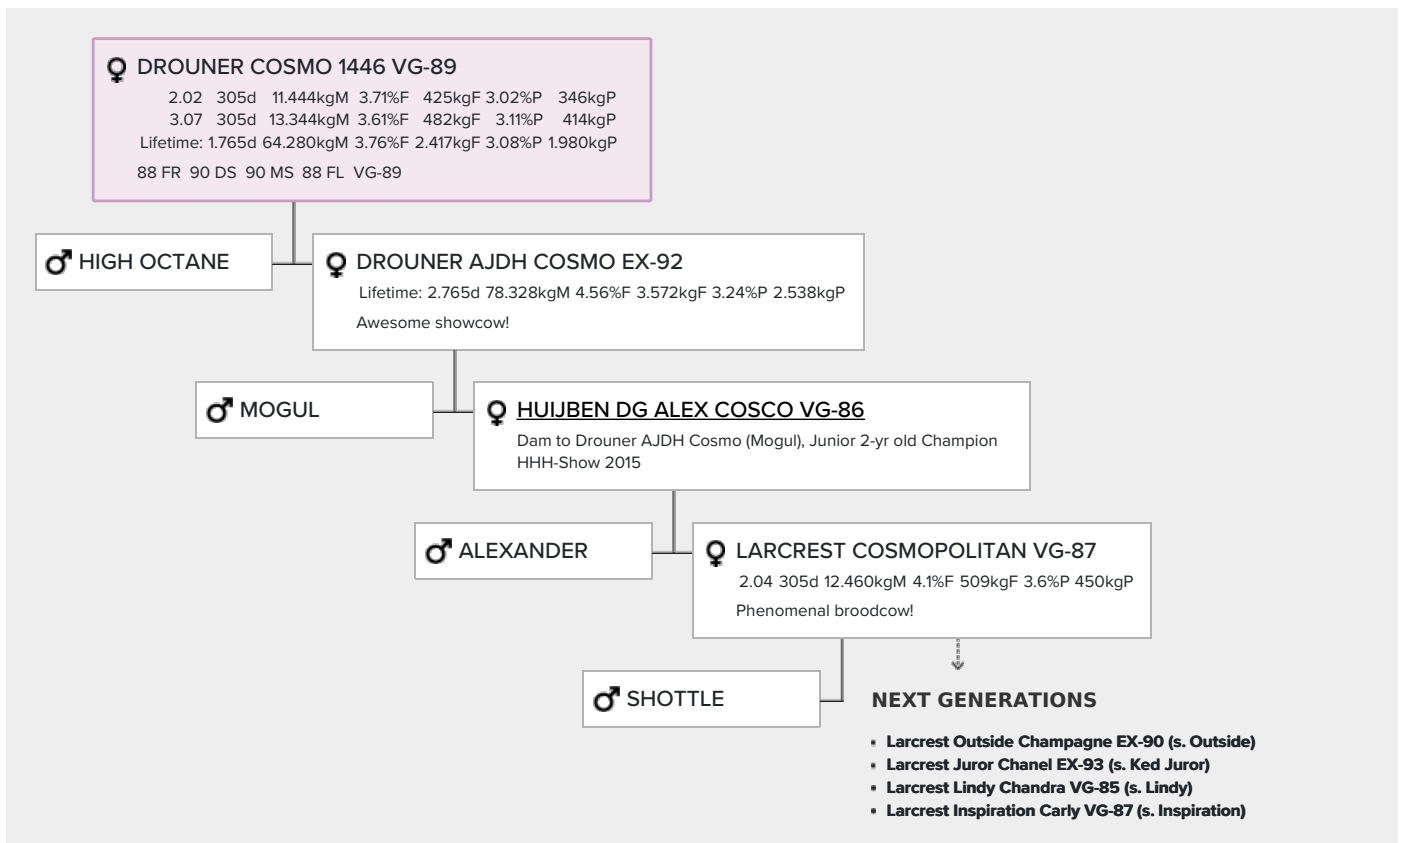 DROUNER COSMO 1446 VG-89
2.02 305d 11.444kgM 3.71%F 425kgF 3.02%P 346kgP
3.07 305d 13.344kgM 3.61%F 482kgF 3.11%P 414kgP
Lifetime: 1.765d 64.280kgM 3.76%F 2.417kgF 3.08%P 1.980kgP
88 FR 90 DS 90 MS 88 FL VG-89
HIGH OCTANE
DROUNER AJDH COSMO EX-92
Lifetime: 2.765d 78.328kgM 4.56%F 3.572kgF 3.24%P 2.538kgP
Awesome showcow!
MOGUL
HUIJBEN DG ALEX COSCO VG-86
Dam to Drouner AJDH Cosmo (Mogul), Junior 2-yr old Champion
HHH-Show 2015
ALEXANDER
LARCREST COSMOPOLITAN VG-87
2.04 305d 12.460kgM 4.1%F 509kgF 3.6%P 450kgP
Phenomenal broodcow!
SHOTTLE
NEXT GENERATIONS
Larcrest Outside Champagne EX-90 (s. Outside)
Larcrest Juror Chanel EX-93 (s. Ked Juror)
Larcrest Lindy Chandra VG-85 (s. Lindy)
Larcrest Inspiration Carly VG-87 (s. Inspiration)